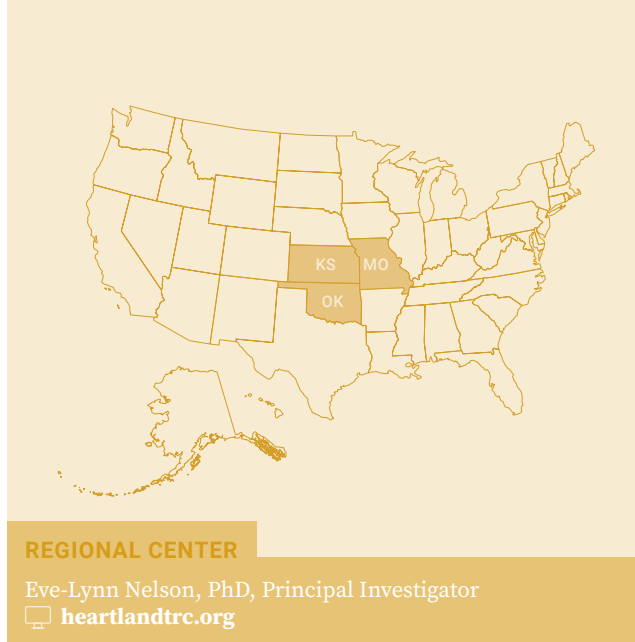 KS MO
OK
REGIONAL CENTER
Eve-Lynn Nelson, PhD, Principal Investigator
heartlandtrc.org